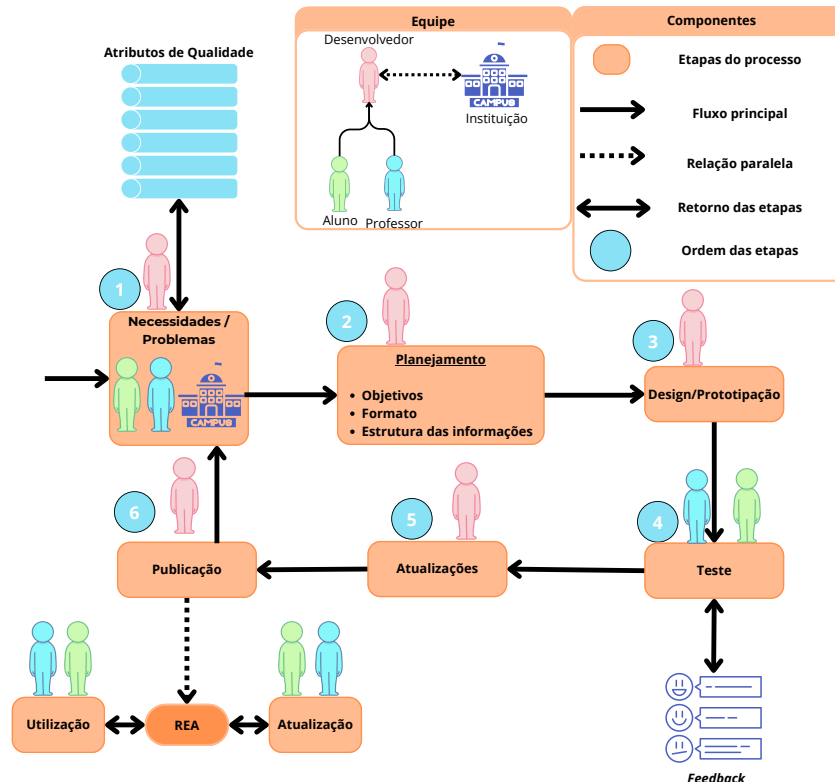 Equipe
Componentes
Desenvolvedor
CAMPUS
Instituição
Aluno
Professor
Etapas do processo
Fluxo principal
Relação paralela
Retorno das etapas
Ordem das etapas
Atributos de Qualidade
1
Necessidades /
Problemas
CAMPUS
2
Planejamento
• Objetivos
• Formato
• Estrutura das informações
3
Design/Prototipação
4
Teste
5
Atualizações
6
Publicação
Utilização
REA
Atualização
Feedback